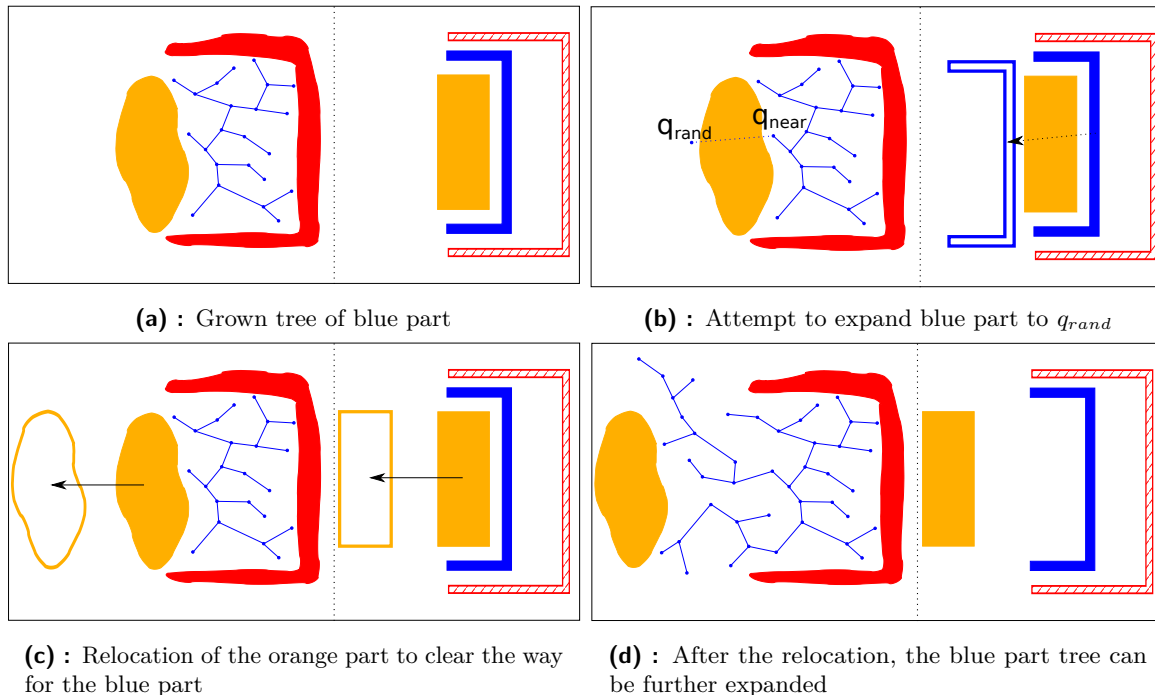 q_rand
q_near
(a) : Grown tree of blue part
(b) : Attempt to expand blue part to q_rand
(c) : Relocation of the orange part to clear the way
for the blue part
(d) : After the relocation, the blue part tree can
be further expanded